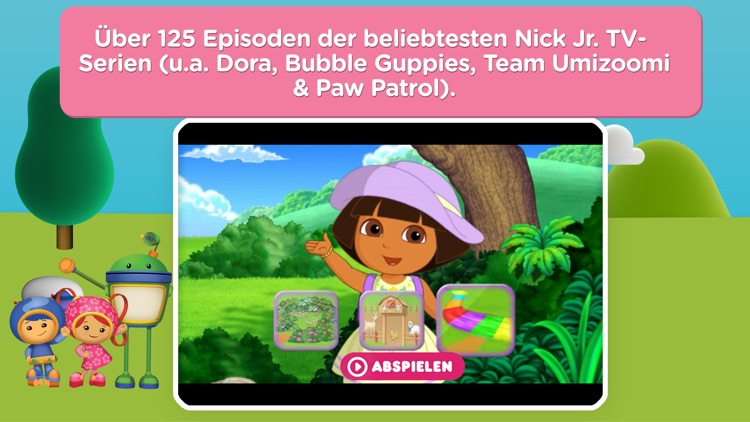 Über 125 Episoden der beliebtesten Nick Jr. TV-
Serien (u.a. Dora, Bubble Guppies, Team Umizoomi
& Paw Patrol).
ABSPIELEN